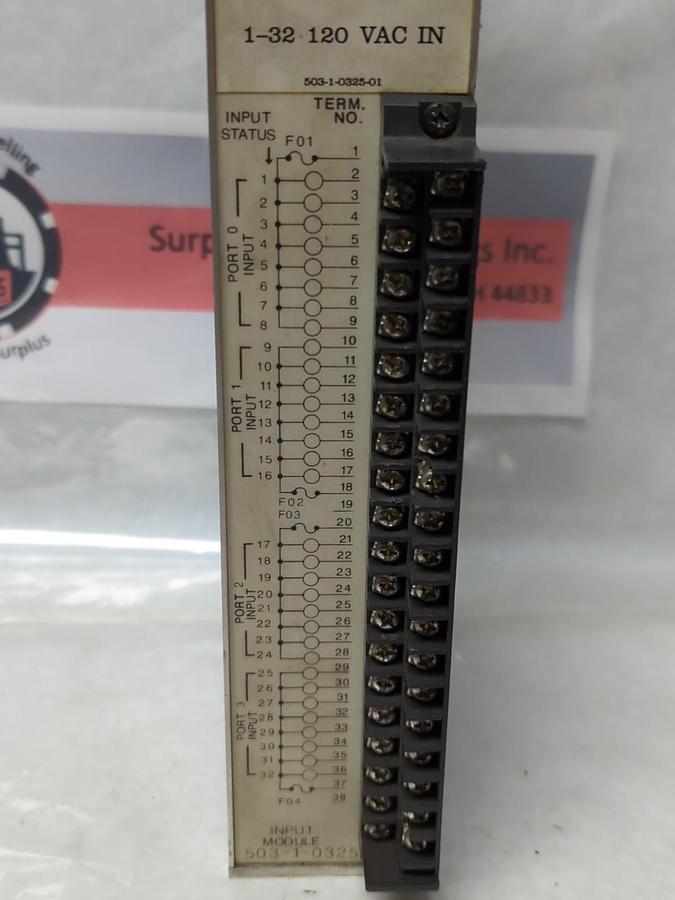 1-32 120 VAC IN
503-1-0325-01
INPUT STATUS
TERM. NO.
F01
1
1 2
2 3
3 4
4 5
5 6
6 7
7 8
8 9
PORT 0 INPUT
9 10
10 11
11 12
12 13
13 14
14 15
15 16
16 17
PORT 1 INPUT
18
F02
19
F03
20
17 21
18 22
19 23
20 24
21 25
22 26
23 27
24 28
PORT 2 INPUT
25 29
26 30
27 31
28 32
29 33
30 34
31 35
32 36
PORT 3 INPUT
37
F04
38
INPUT
MODULE
503-1-0325
elling
Surp
s Inc.
H 44833
urplus